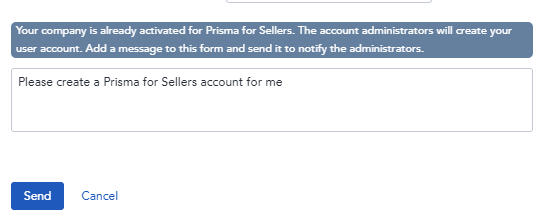 Your company is already activated for Prisma for Sellers. The account administrators will create your
user account. Add a message to this form and send it to notify the administrators.
Please create a Prisma for Sellers account for me
Send Cancel